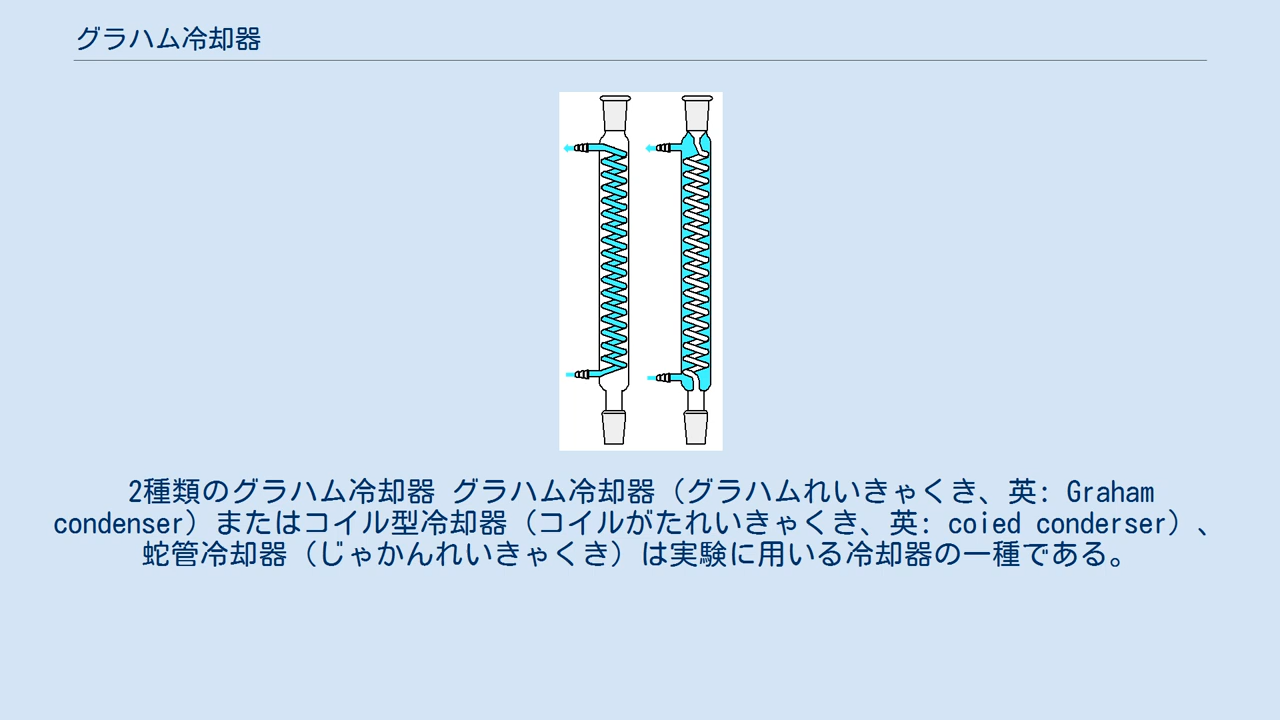 グラハム冷却器
2種類のグラハム冷却器 グラハム冷却器（グラハムれいきゃくき、英: Graham
condenser）またはコイル型冷却器（コイルがたれいきゃくき、英: coied conderser）、
蛇管冷却器（じゃかんれいきゃくき）は実験に用いる冷却器の一種である。